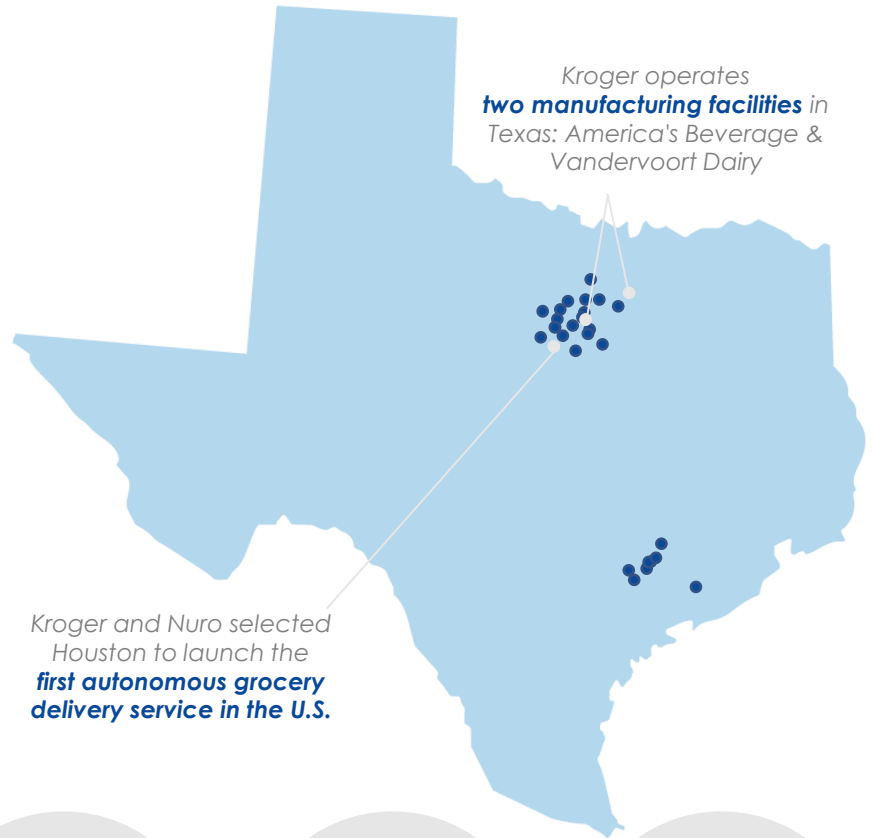 Kroger operates
two manufacturing facilities in
Texas: America's Beverage &
Vandervoort Dairy
Kroger and Nuro selected
Houston to launch the
first autonomous grocery
delivery service in the U.S.